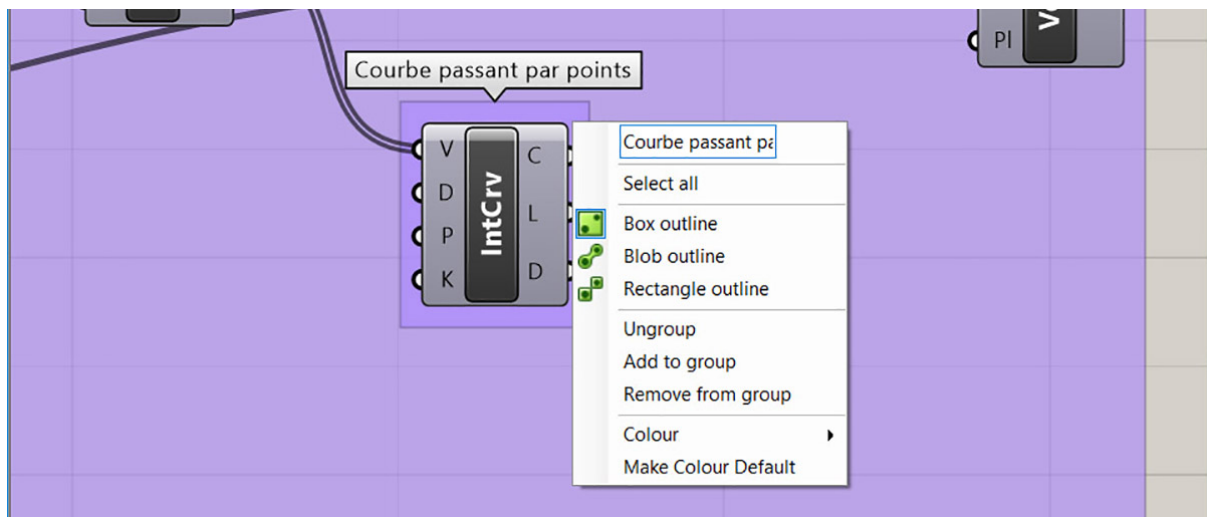 Pl
Courbe passant par points
V
D
P
K
IntCrv
C
L
D
Courbe passant pa
Select all
Box outline
Blob outline
Rectangle outline
Ungroup
Add to group
Remove from group
Colour
Make Colour Default